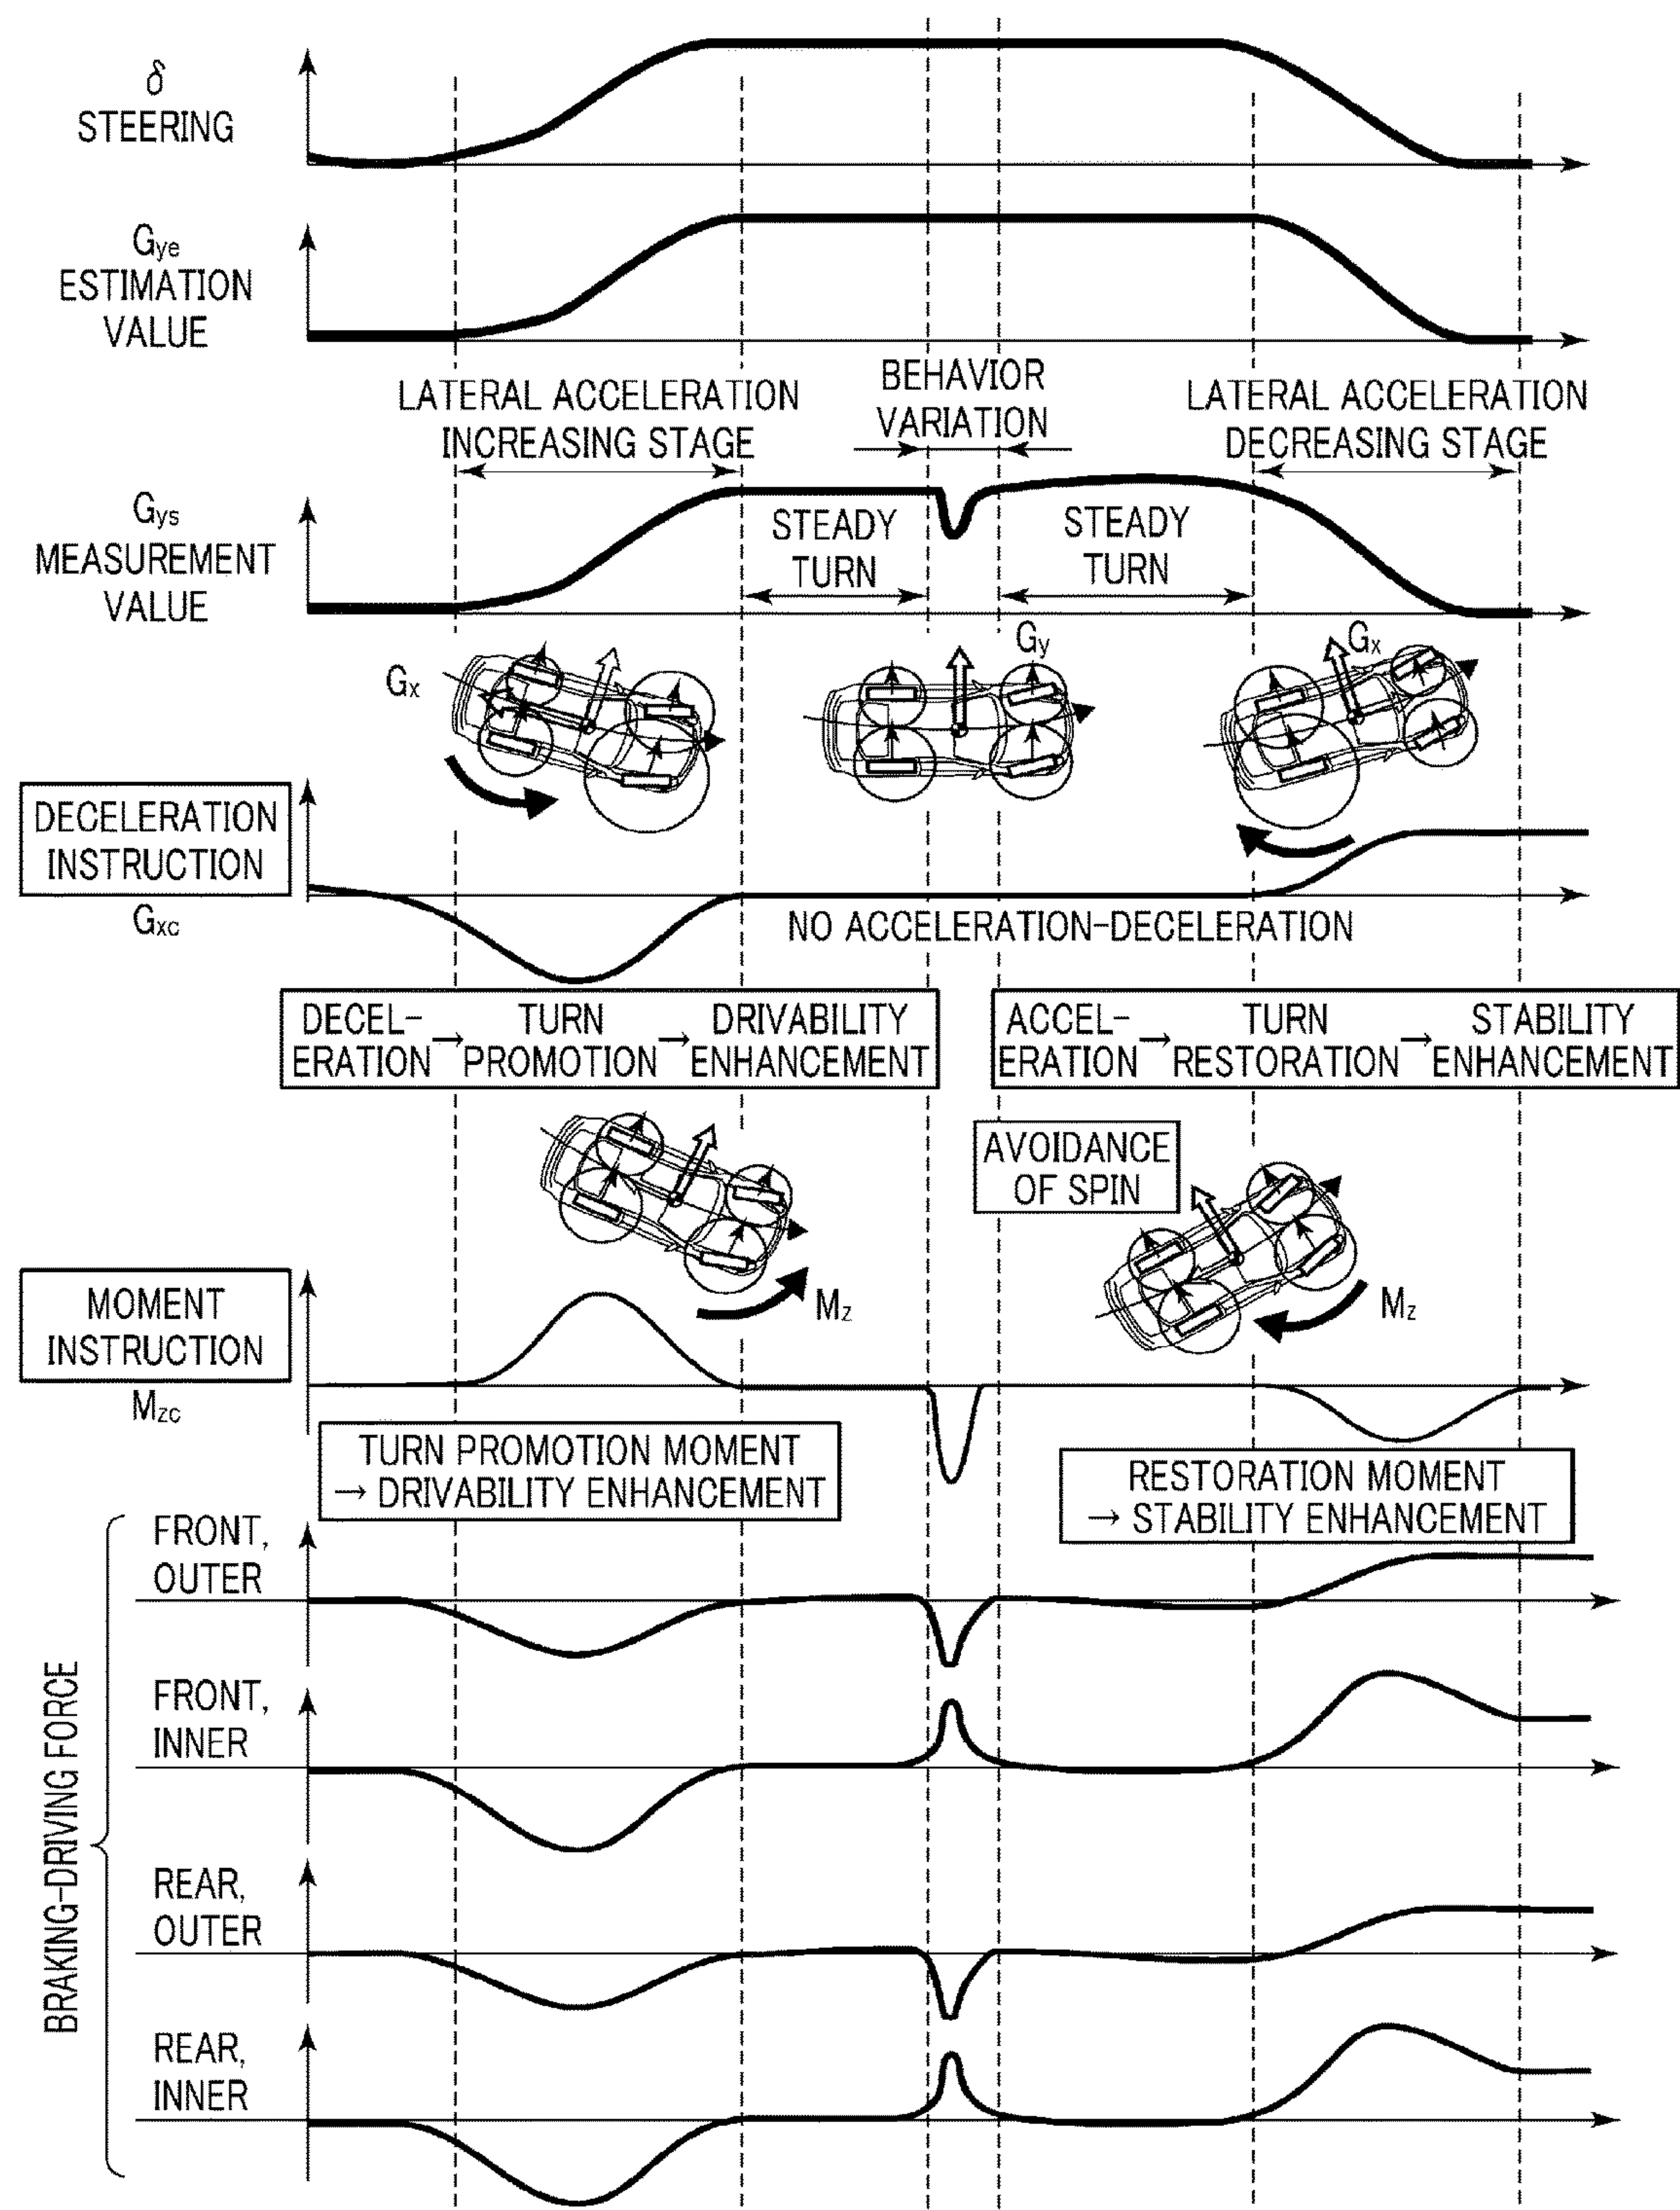 δ
STEERING
Gye
ESTIMATION
VALUE
LATERAL ACCELERATION
INCREASING STAGE
BEHAVIOR
VARIATION
LATERAL ACCELERATION
DECREASING STAGE
Gys
MEASUREMENT
VALUE
STEADY
TURN
STEADY
TURN
Gx
Gy
Gx
DECELERATION
INSTRUCTION
Gxc
NO ACCELERATION-DECELERATION
DECEL-
ERATION
→
TURN
PROMOTION
→
DRIVABILITY
ENHANCEMENT
ACCEL-
ERATION
→
TURN
RESTORATION
→
STABILITY
ENHANCEMENT
AVOIDANCE
OF SPIN
Mz
Mz
MOMENT
INSTRUCTION
Mzc
TURN PROMOTION MOMENT
→ DRIVABILITY ENHANCEMENT
RESTORATION MOMENT
→ STABILITY ENHANCEMENT
BRAKING-DRIVING FORCE
FRONT,
OUTER
FRONT,
INNER
REAR,
OUTER
REAR,
INNER